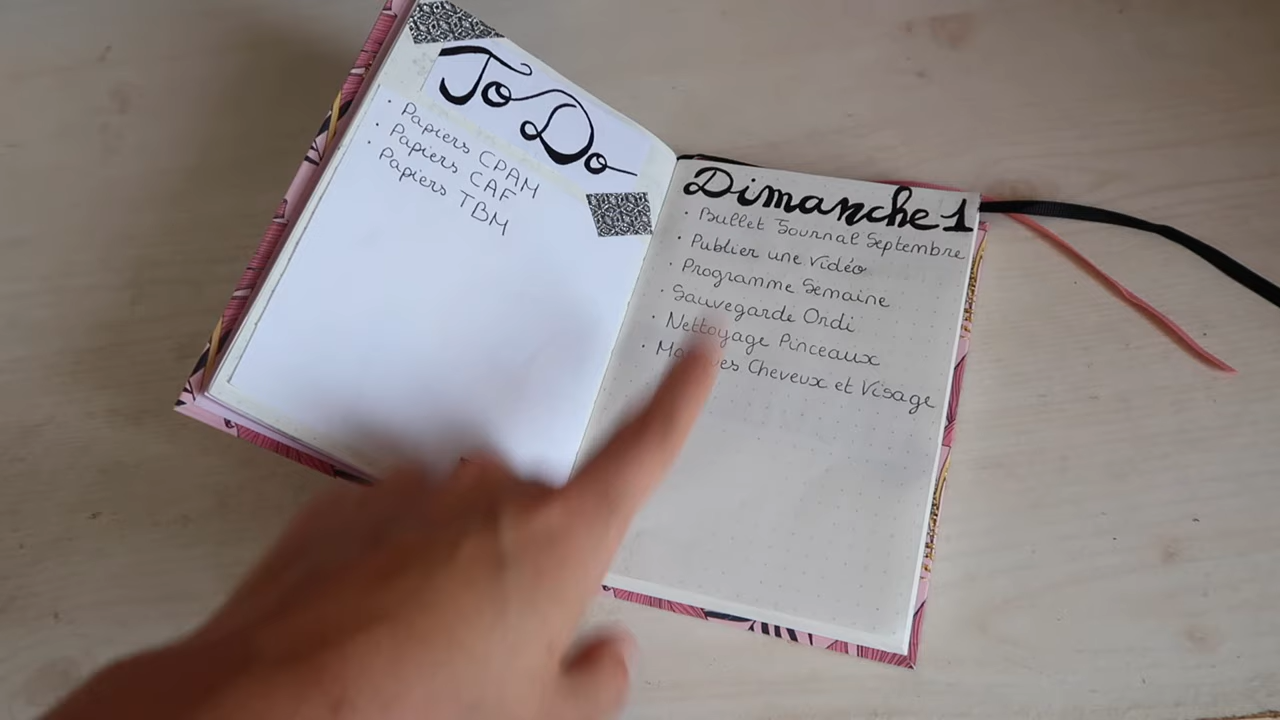 To Do
• Papiers CPAM
• Papiers CAF
• Papiers TBM
Dimanche 1
• Bullet Journal Septembre
• Publier une vidéo
• Programme Semaine
• Sauvegarde Ordi
• Nettoyage Pinceaux
• Cheveux et Visage